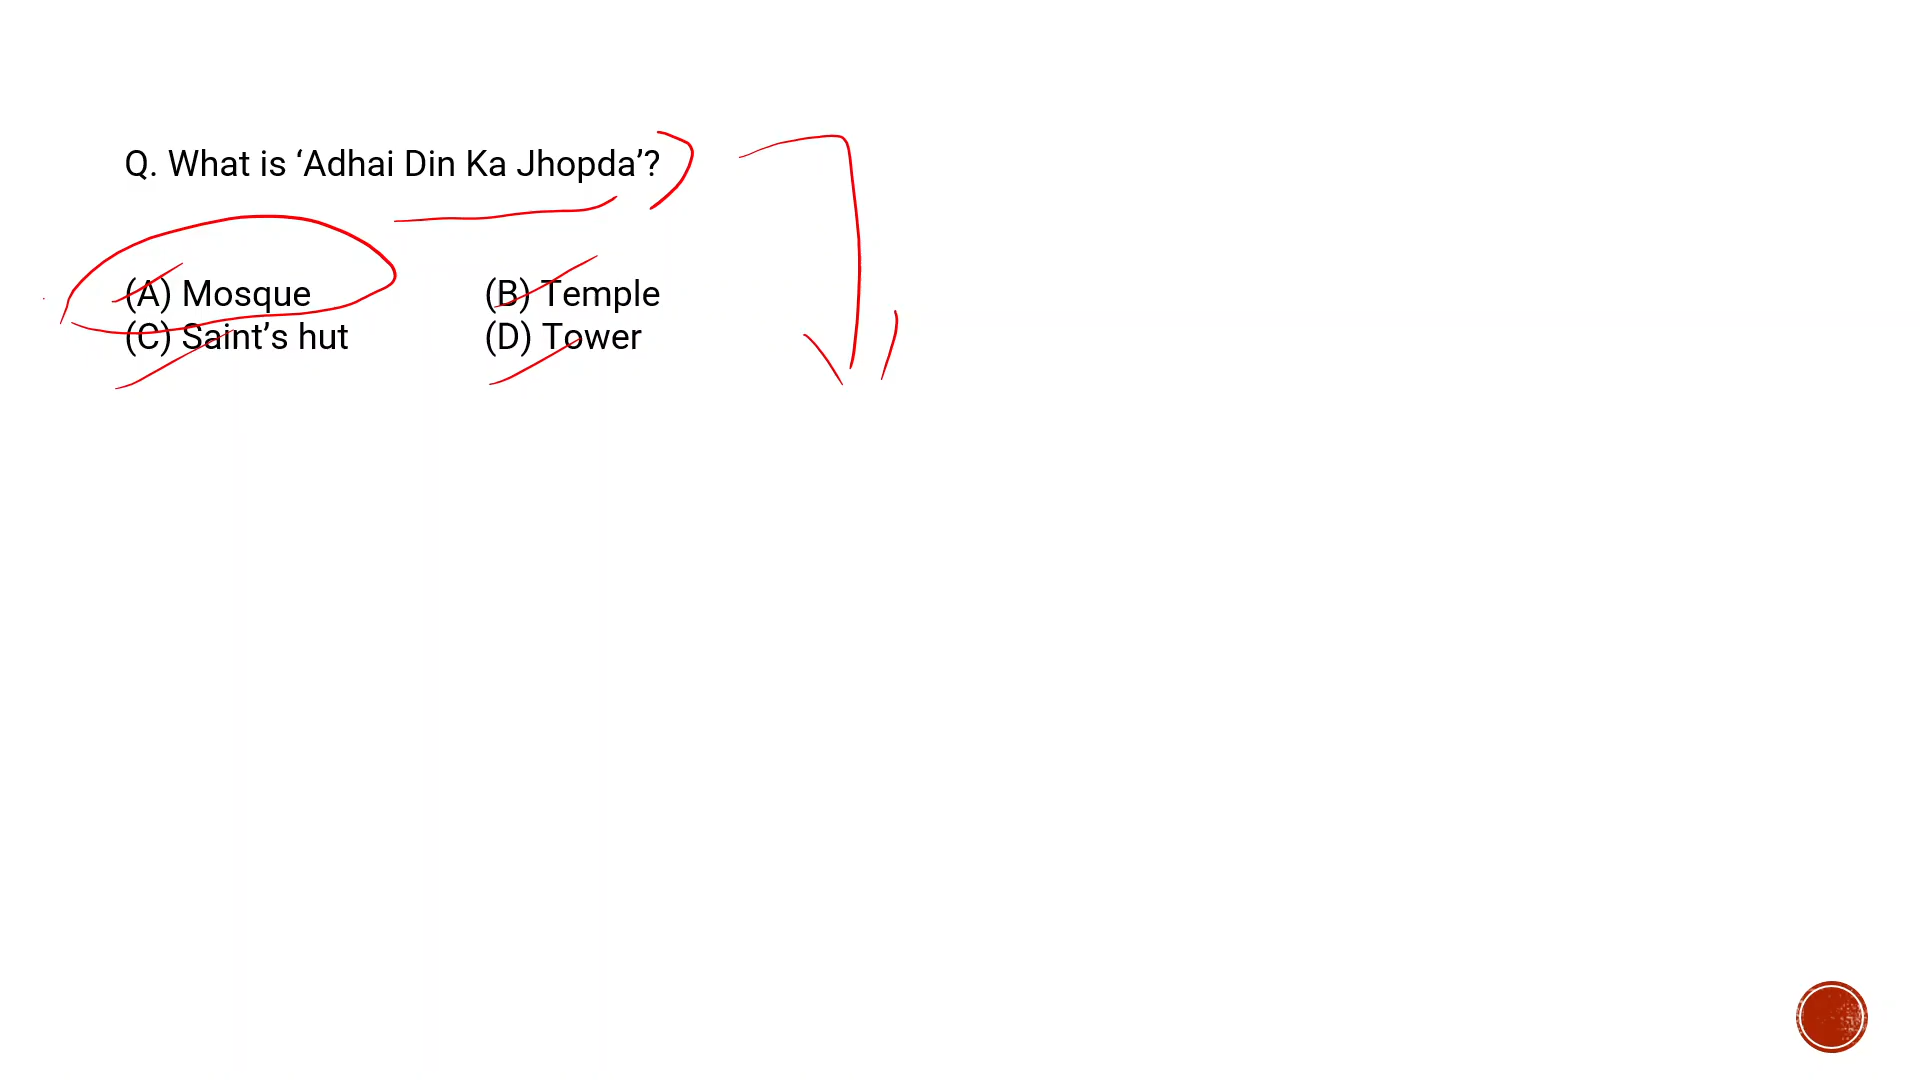 Q. What is ‘Adhai Din Ka Jhopda’?
(A) Mosque (B) Temple
(C) Saint’s hut (D) Tower